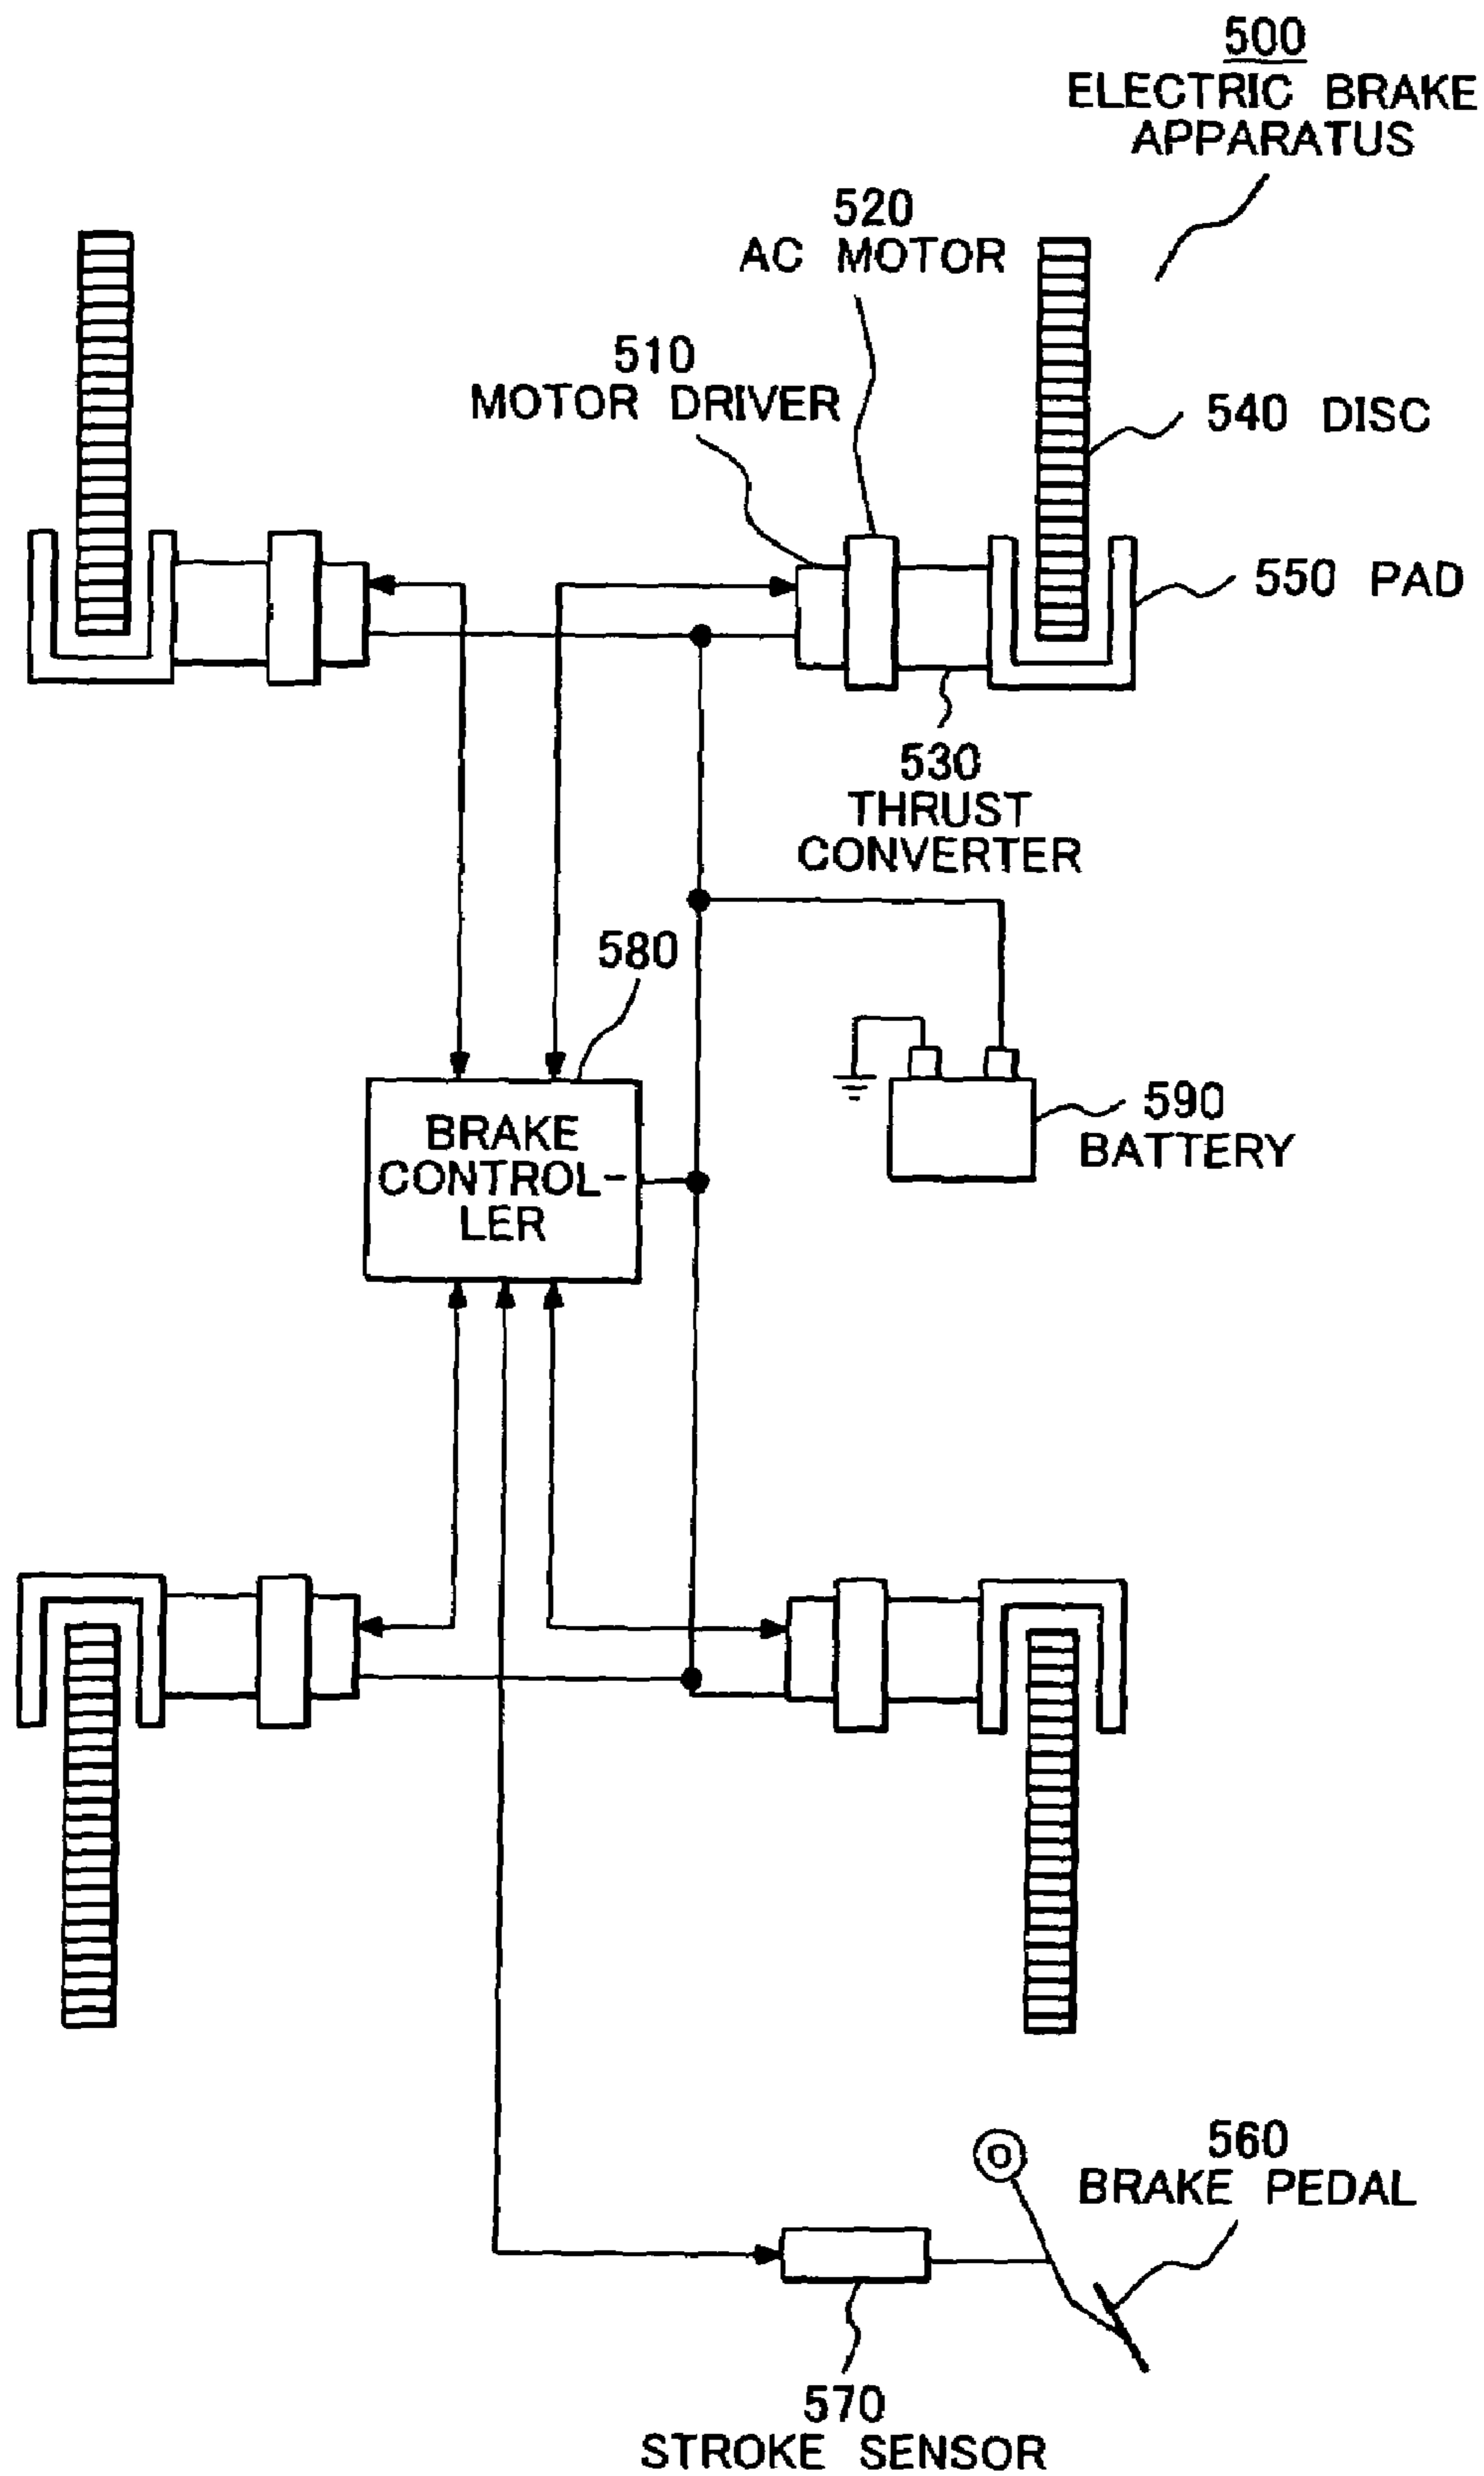 500
ELECTRIC BRAKE
APPARATUS
520
AC MOTOR
510
MOTOR DRIVER
540 DISC
550 PAD
530
THRUST
CONVERTER
580
BRAKE
CONTROL-
LER
590
BATTERY
560
BRAKE PEDAL
570
STROKE SENSOR